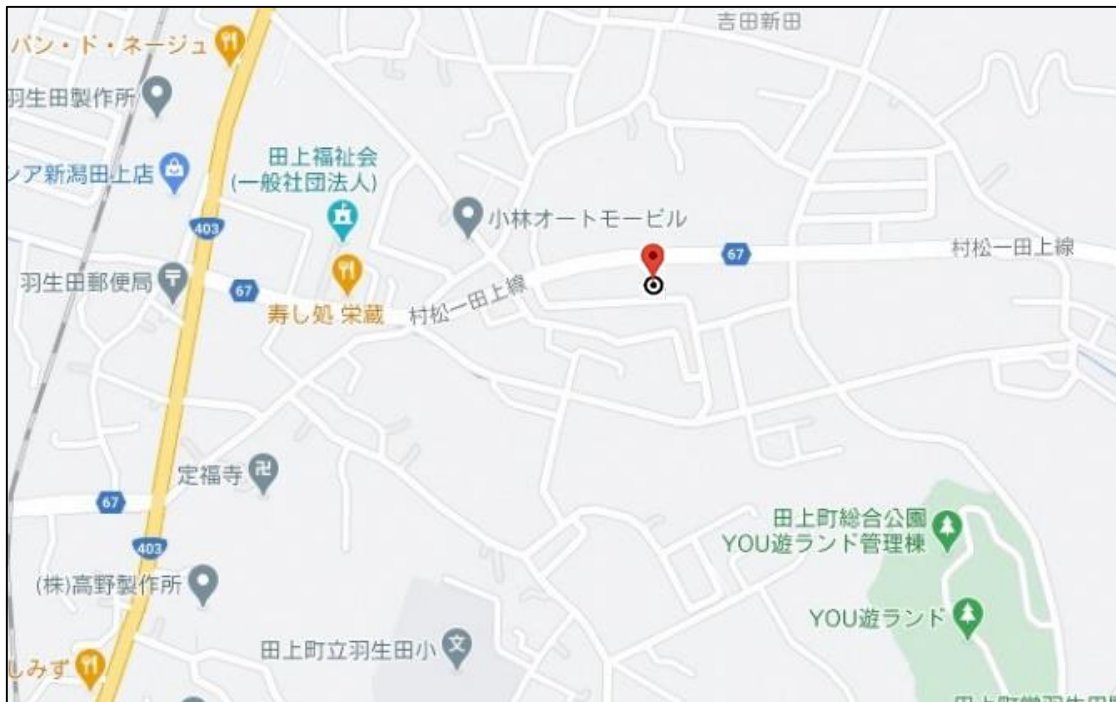 吉田新田
パン・ド・ネージュ
羽生田製作所
田上福祉会
(一般社団法人)
シア新潟田上店
小林オートモービル
403
67
村松一田上線
羽生田郵便局
67
村松一田上線
寿し処 栄蔵
定福寺
67
田上町総合公園
YOU遊ランド管理棟
403
(株)高野製作所
YOU遊ランド
田上町立羽生田小
文
しみず